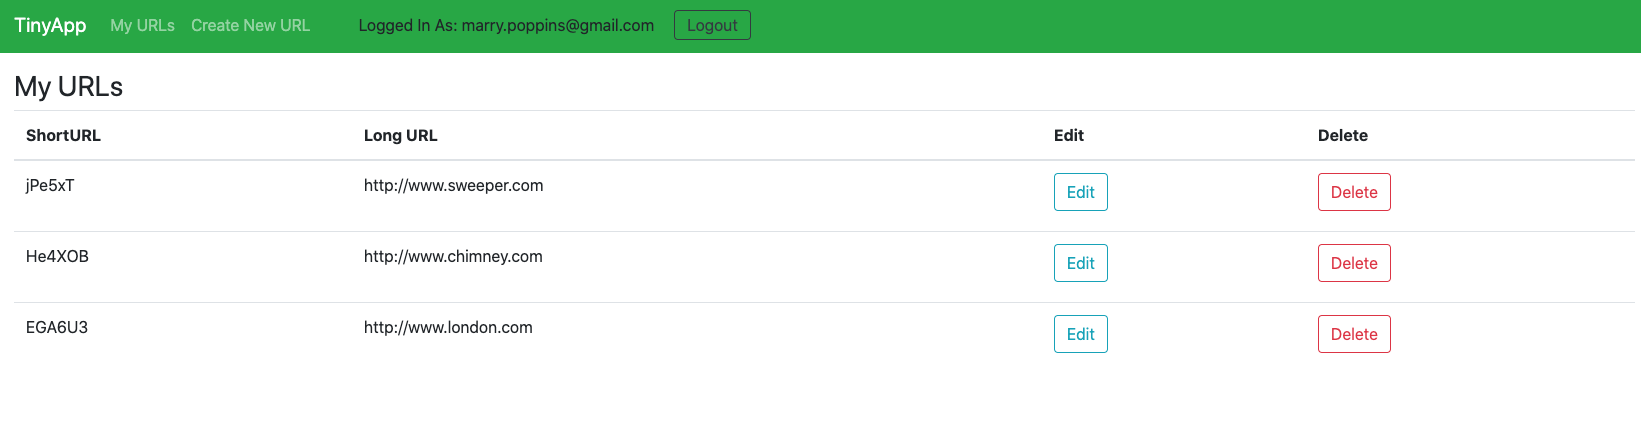 TinyApp My URLs Create New URL Logged In As: marry.poppins@gmail.com Logout
My URLs
ShortURL Long URL Edit Delete
jPe5xT http://www.sweeper.com Edit Delete
He4XOB http://www.chimney.com Edit Delete
EGA6U3 http://www.london.com Edit Delete